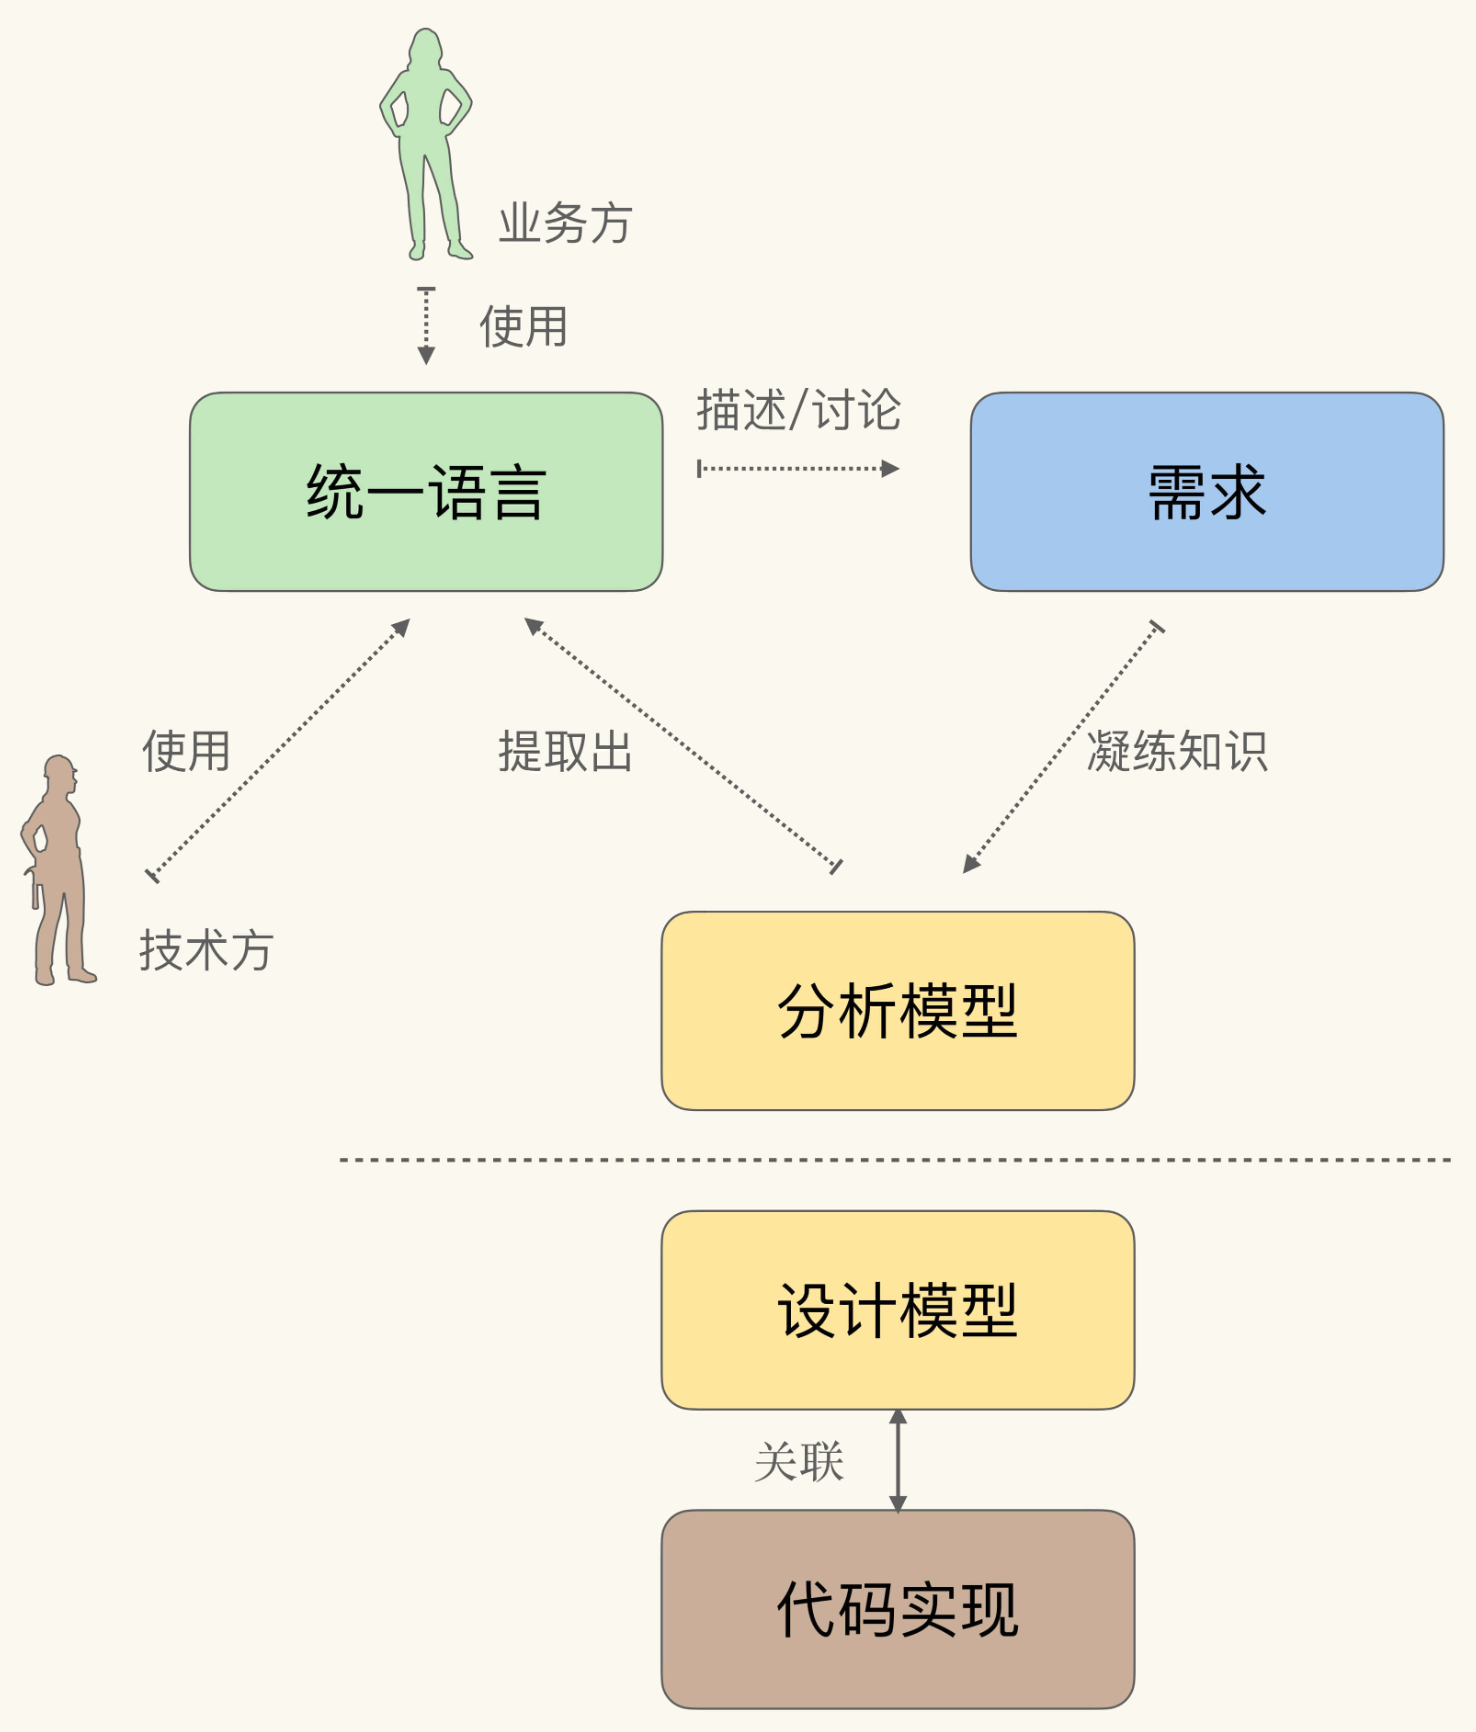 业务方
使用
描述/讨论
统一语言
需求
使用
提取出
凝练知识
技术方
分析模型
设计模型
关联
代码实现